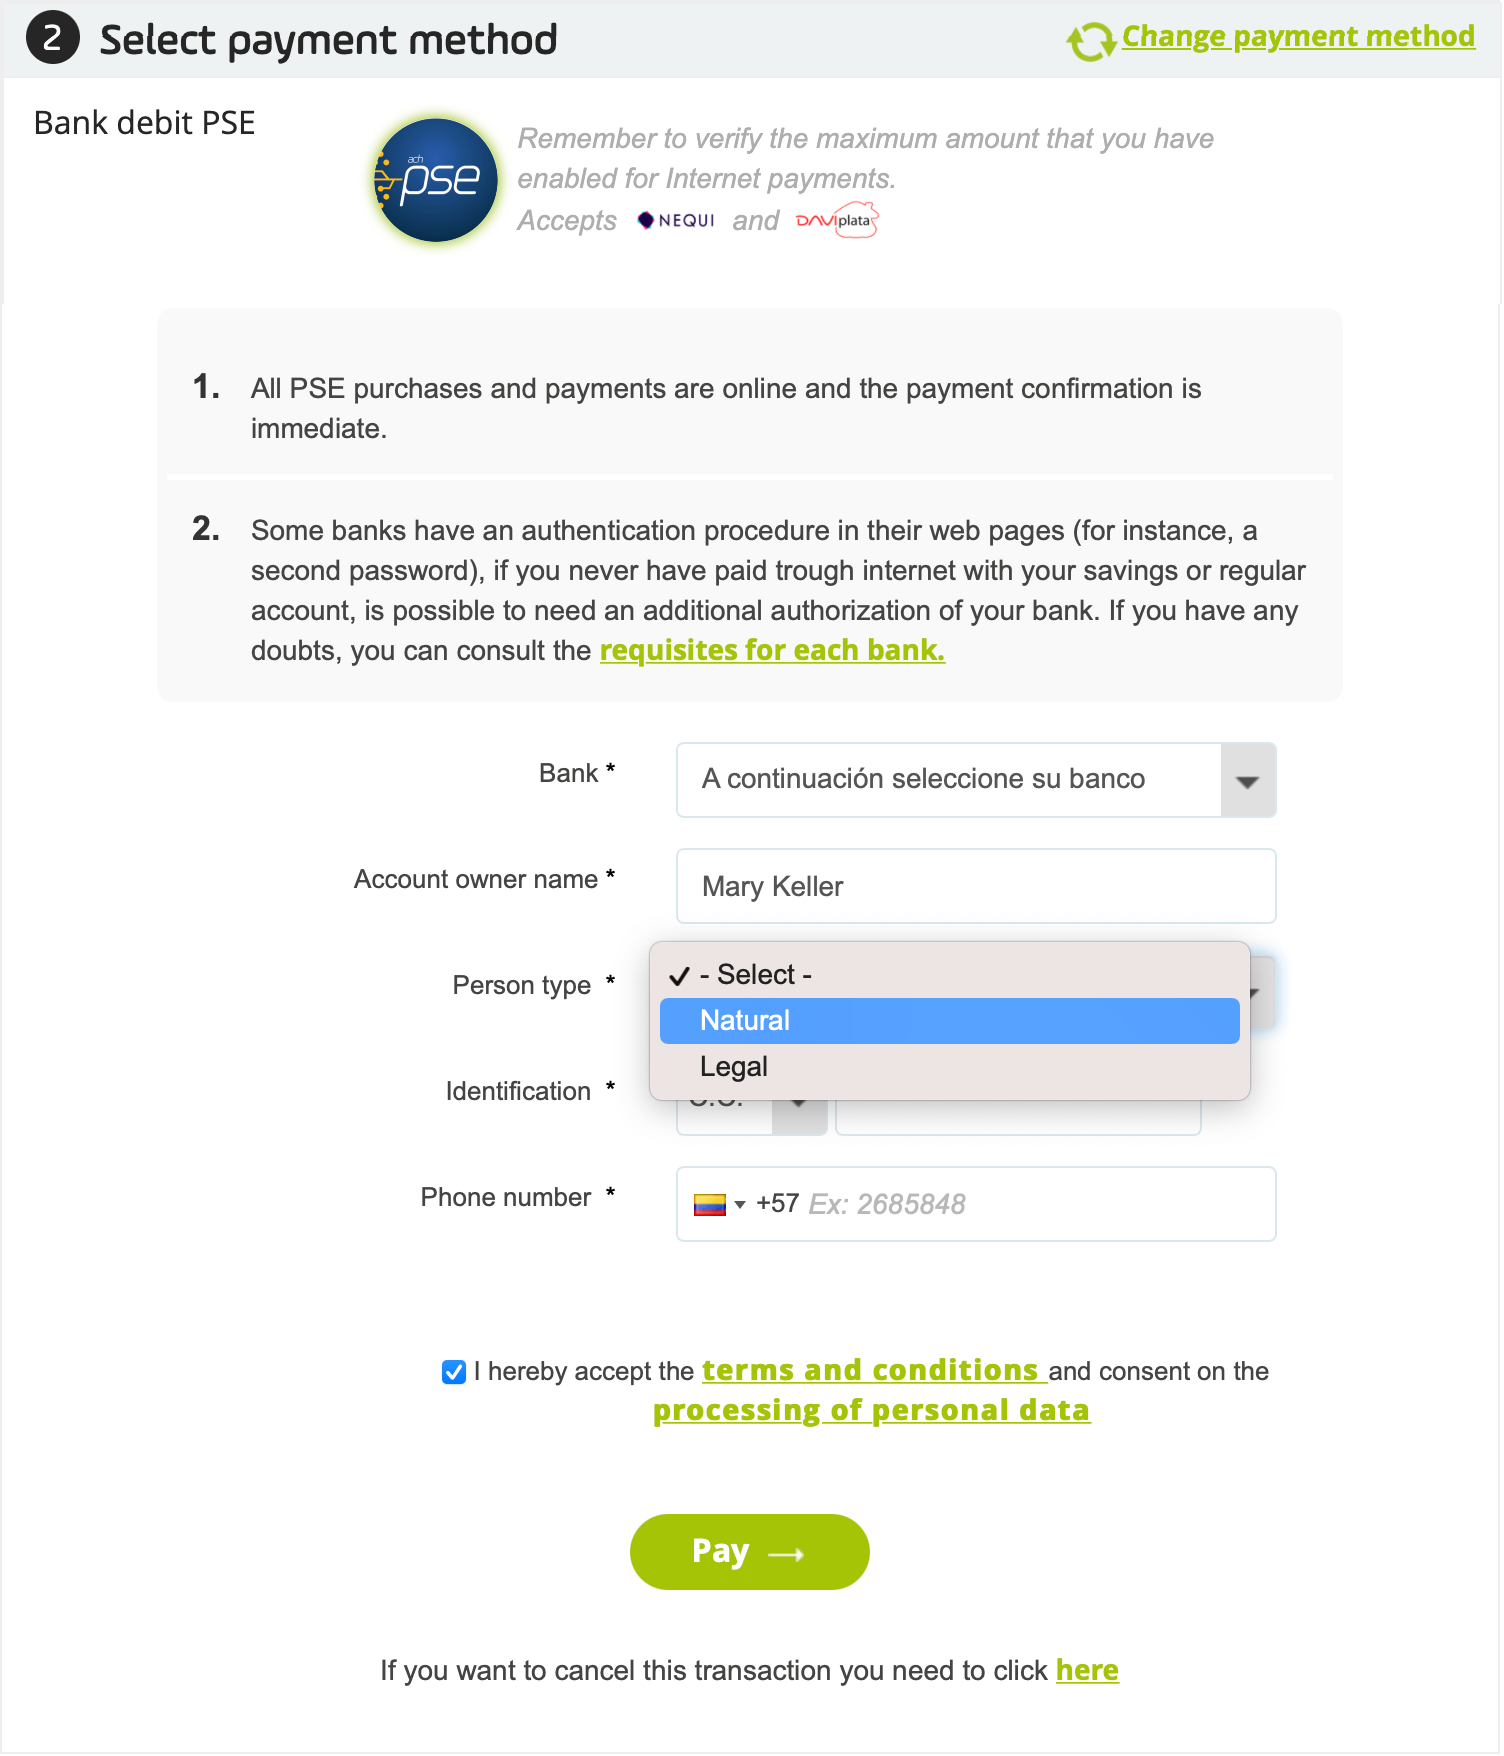 2 Select payment method Change payment method
Bank debit PSE
ach
pse
Remember to verify the maximum amount that you have
enabled for Internet payments.
Accepts NEQUI and DAVIplata
1. All PSE purchases and payments are online and the payment confirmation is
immediate.
2. Some banks have an authentication procedure in their web pages (for instance, a
second password), if you never have paid trough internet with your savings or regular
account, is possible to need an additional authorization of your bank. If you have any
doubts, you can consult the requisites for each bank.
Bank * A continuación seleccione su banco
Account owner name * Mary Keller
Person type * - Select -
Natural
Legal
Identification *
Phone number * +57 Ex: 2685848
I hereby accept the terms and conditions and consent on the
processing of personal data
Pay
If you want to cancel this transaction you need to click here